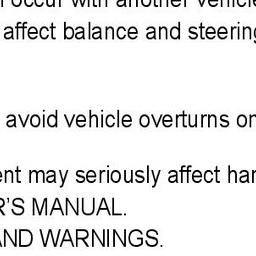 occur with another vehicle
affect balance and steering
avoid vehicle overturns on
ent may seriously affect han
R'S MANUAL.
AND WARNINGS.